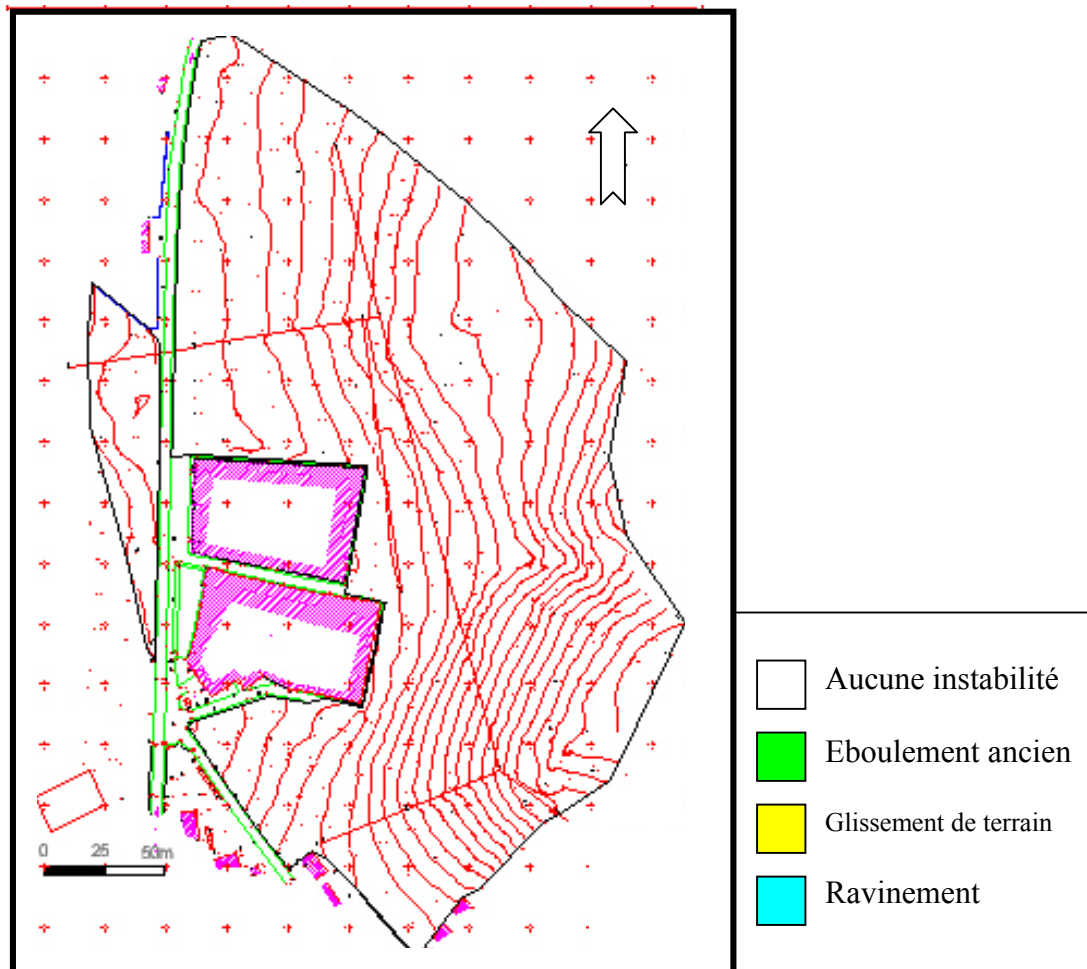 0 25 50m
Aucune instabilité
Eboulement ancien
Glissement de terrain
Ravinement